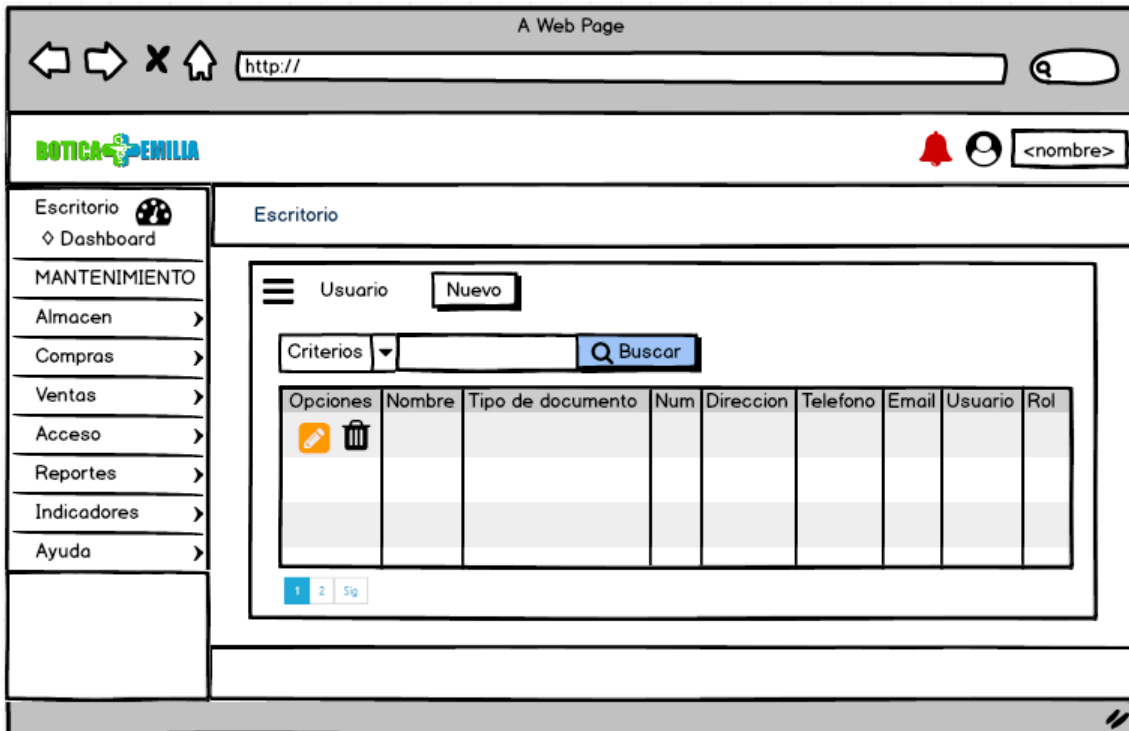 A Web Page
http://
BOTICA EMILIA
<nombre>
Escritorio
Dashboard
MANTENIMIENTO
Almacen
Compras
Ventas
Acceso
Reportes
Indicadores
Ayuda
Escritorio
Usuario Nuevo
Criterios Buscar
Opciones Nombre Tipo de documento Num Direccion Telefono Email Usuario Rol
1 2 Sig